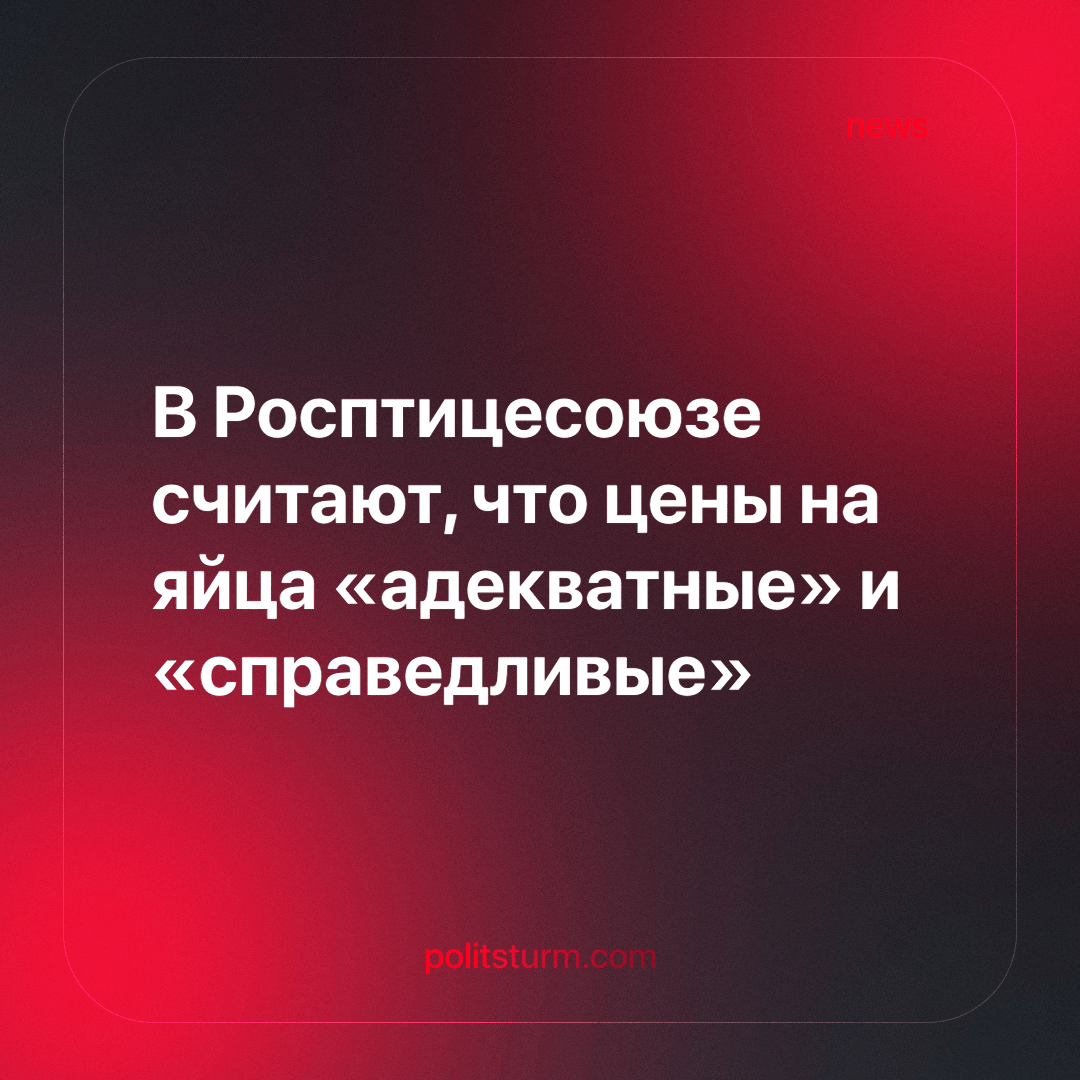 news
В Росптицесоюзе
считают, что цены на
яйца «адекватные» и
«справедливые»
politsturm.com